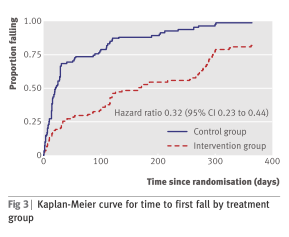 Proportion falling
1.00
0.75
0.50
0.25
0
Hazard ratio 0.32 (95% CI 0.23 to 0.44)
Control group
Intervention group
0 100 200 300 400
Time since randomisation (days)
Fig 3 | Kaplan-Meier curve for time to first fall by treatment
group